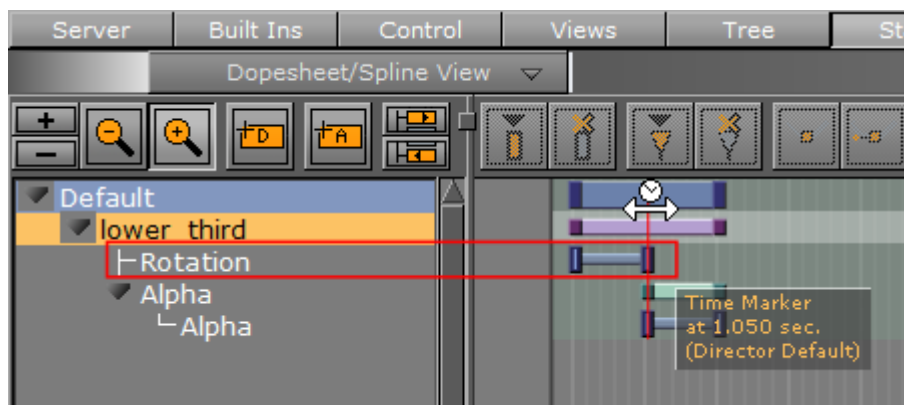 Server Built Ins Control Views Tree St
Dopesheet/Spline View
+ D A
−
Default
lower_third
Rotation
Alpha
Alpha
Time Marker
at 1.050 sec.
(Director Default)